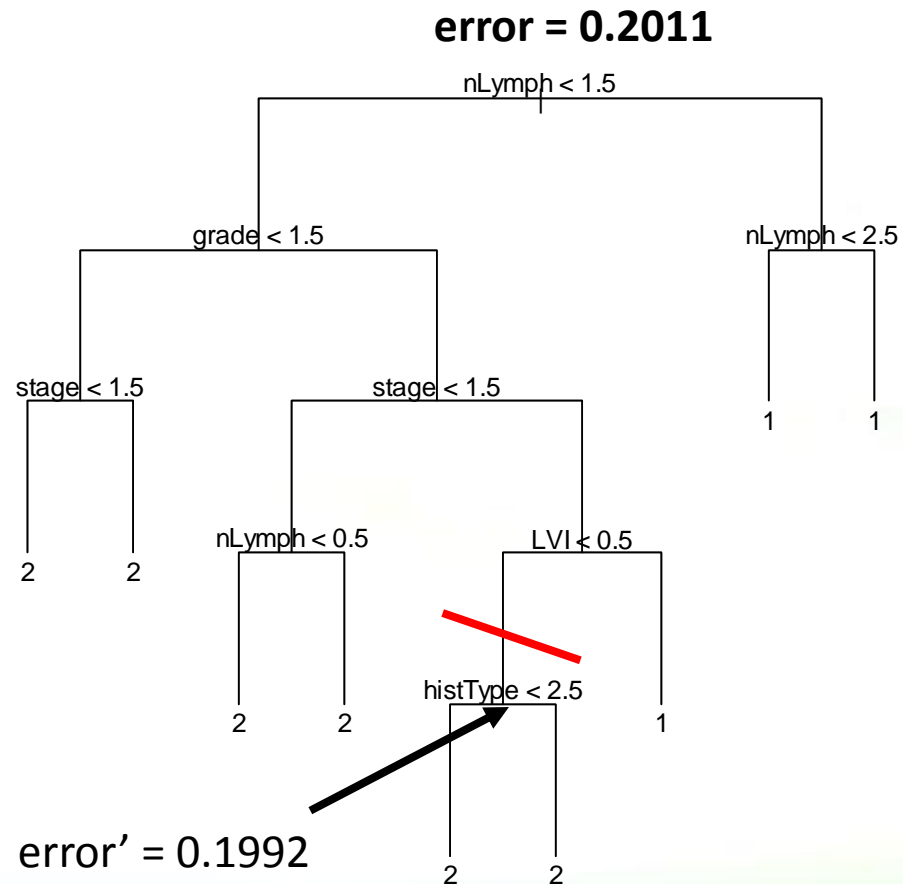 error = 0.2011
nLymph < 1.5
grade < 1.5
nLymph < 2.5
stage < 1.5
stage < 1.5
1
1
nLymph < 0.5
LVI < 0.5
2
2
histType < 2.5
2
2
1
error’ = 0.1992
2
2